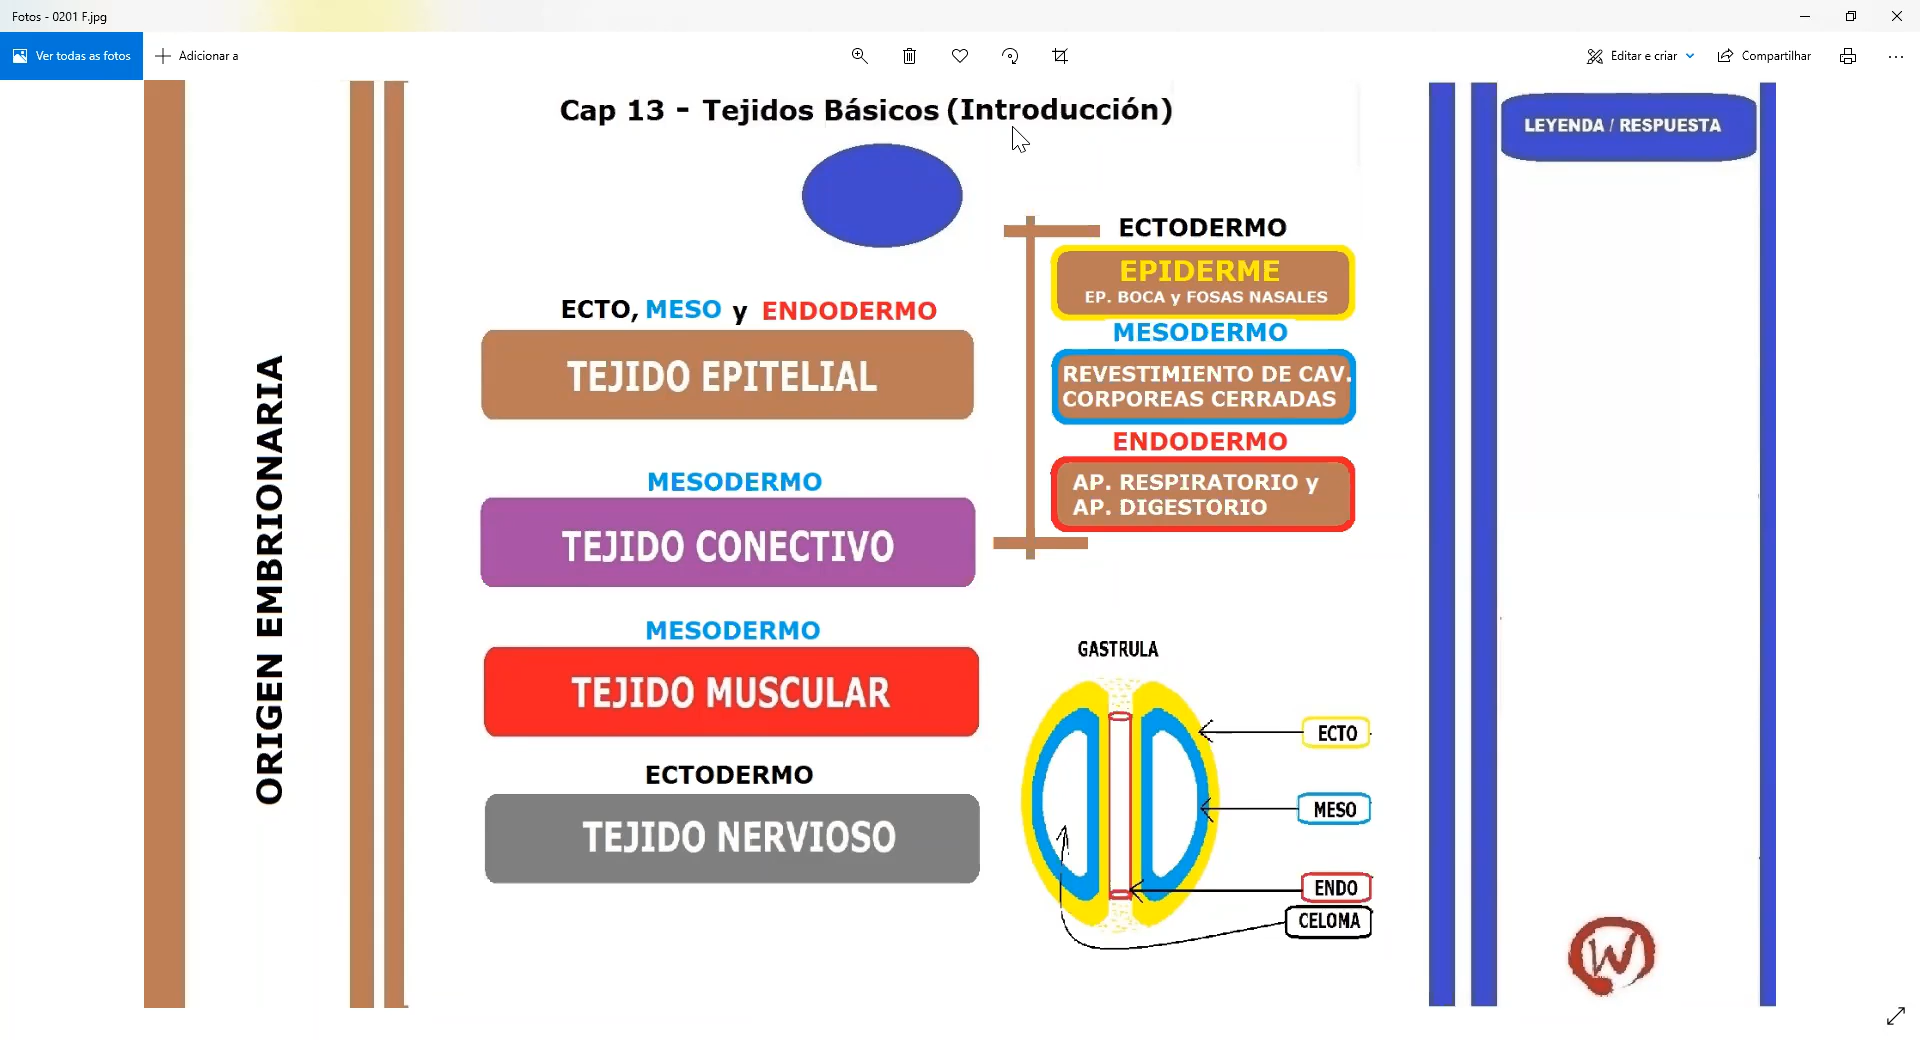 Fotos - 0201 F.jpg
Ver todas as fotos
Adicionar a
Editar e criar
Compartilhar
Cap 13 - Tejidos Básicos (Introducción)
LEYENDA / RESPUESTA
ORIGEN EMBRIONARIA
ECTO, MESO y ENDODERMO
TEJIDO EPITELIAL
MESODERMO
TEJIDO CONECTIVO
MESODERMO
TEJIDO MUSCULAR
ECTODERMO
TEJIDO NERVIOSO
ECTODERMO
EPIDERME
EP. BOCA y FOSAS NASALES
MESODERMO
REVESTIMIENTO DE CAV.
CORPOREAS CERRADAS
ENDODERMO
AP. RESPIRATORIO y
AP. DIGESTORIO
GASTRULA
ECTO
MESO
ENDO
CELOMA
W